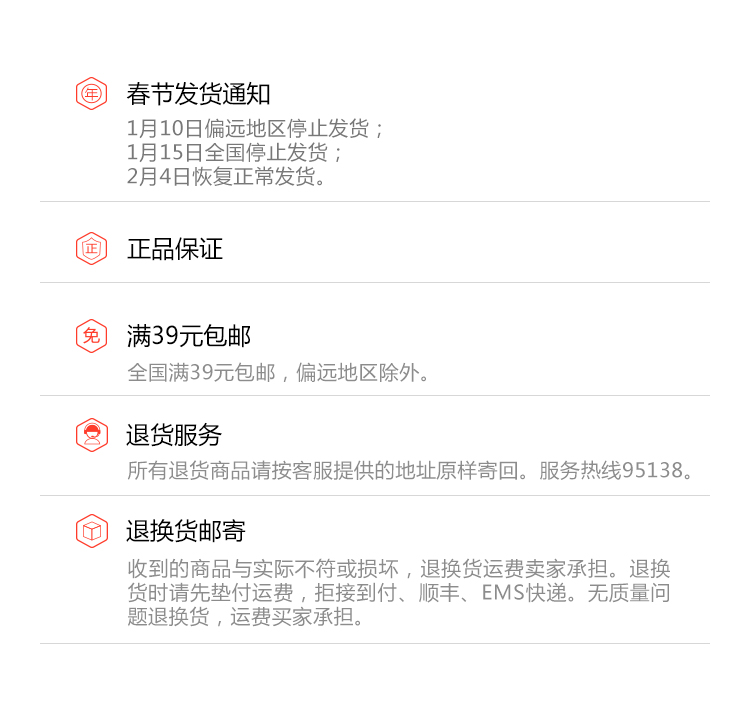 年 春节发货通知
1月10日偏远地区停止发货；
1月15日全国停止发货；
2月4日恢复正常发货。
正 正品保证
免 满39元包邮
全国满39元包邮，偏远地区除外。
退货服务
所有退货商品请按客服提供的地址原样寄回。服务热线95138。
退换货邮寄
收到的商品与实际不符或损坏，退换货运费卖家承担。退换
货时请先垫付运费，拒接到付、顺丰、EMS快递。无质量问
题退换货，运费买家承担。